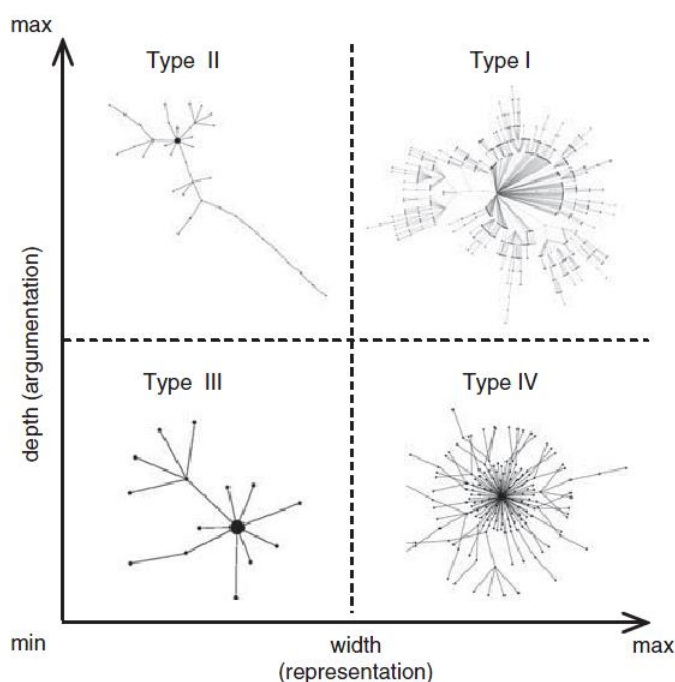 max
Type II
Type I
depth (argumentation)
Type III
Type IV
min
width
max
(representation)